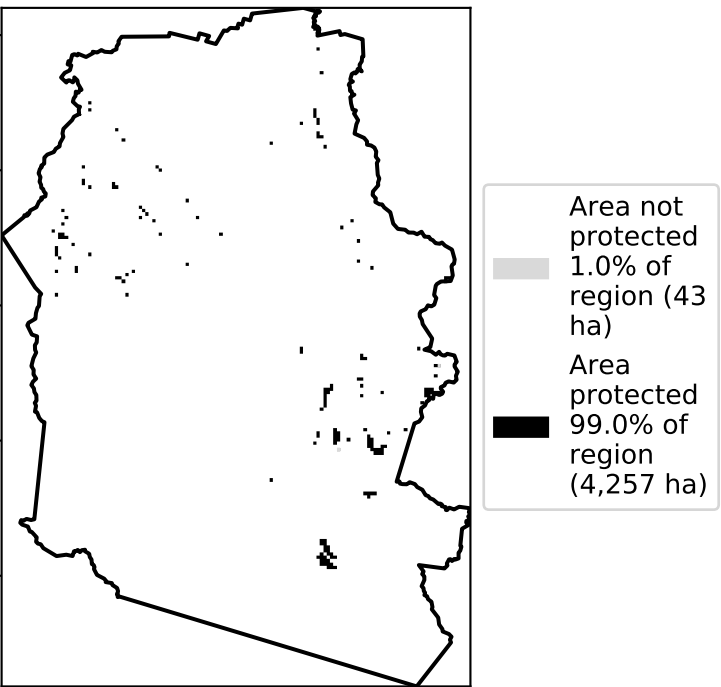 Area not
protected
1.0% of
region (43
ha)
Area
protected
99.0% of
region
(4,257 ha)